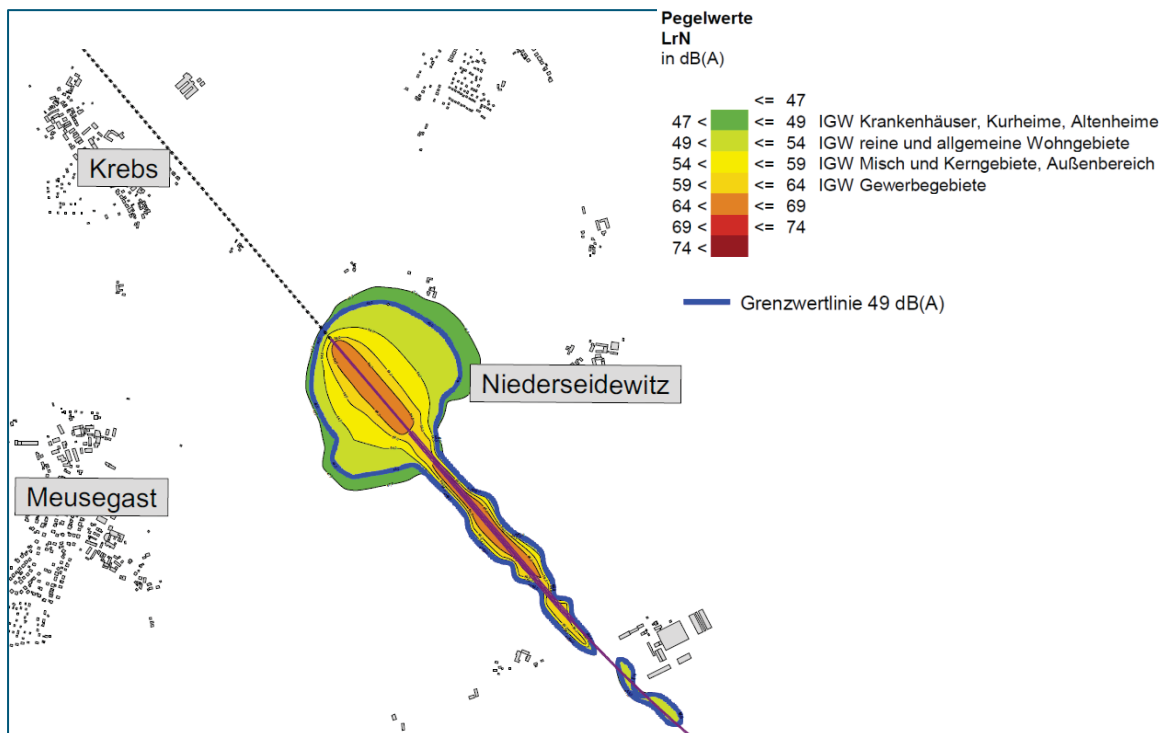 Pegelwerte
LrN
in dB(A)
<= 47
47 < <= 49 IGW Krankenhäuser, Kurheime, Altenheime
49 < <= 54 IGW reine und allgemeine Wohngebiete
54 < <= 59 IGW Misch und Kerngebiete, Außenbereich
59 < <= 64 IGW Gewerbegebiete
64 < <= 69
69 < <= 74
74 <
Grenzwertlinie 49 dB(A)
Krebs
Niederseidewitz
Meusegast